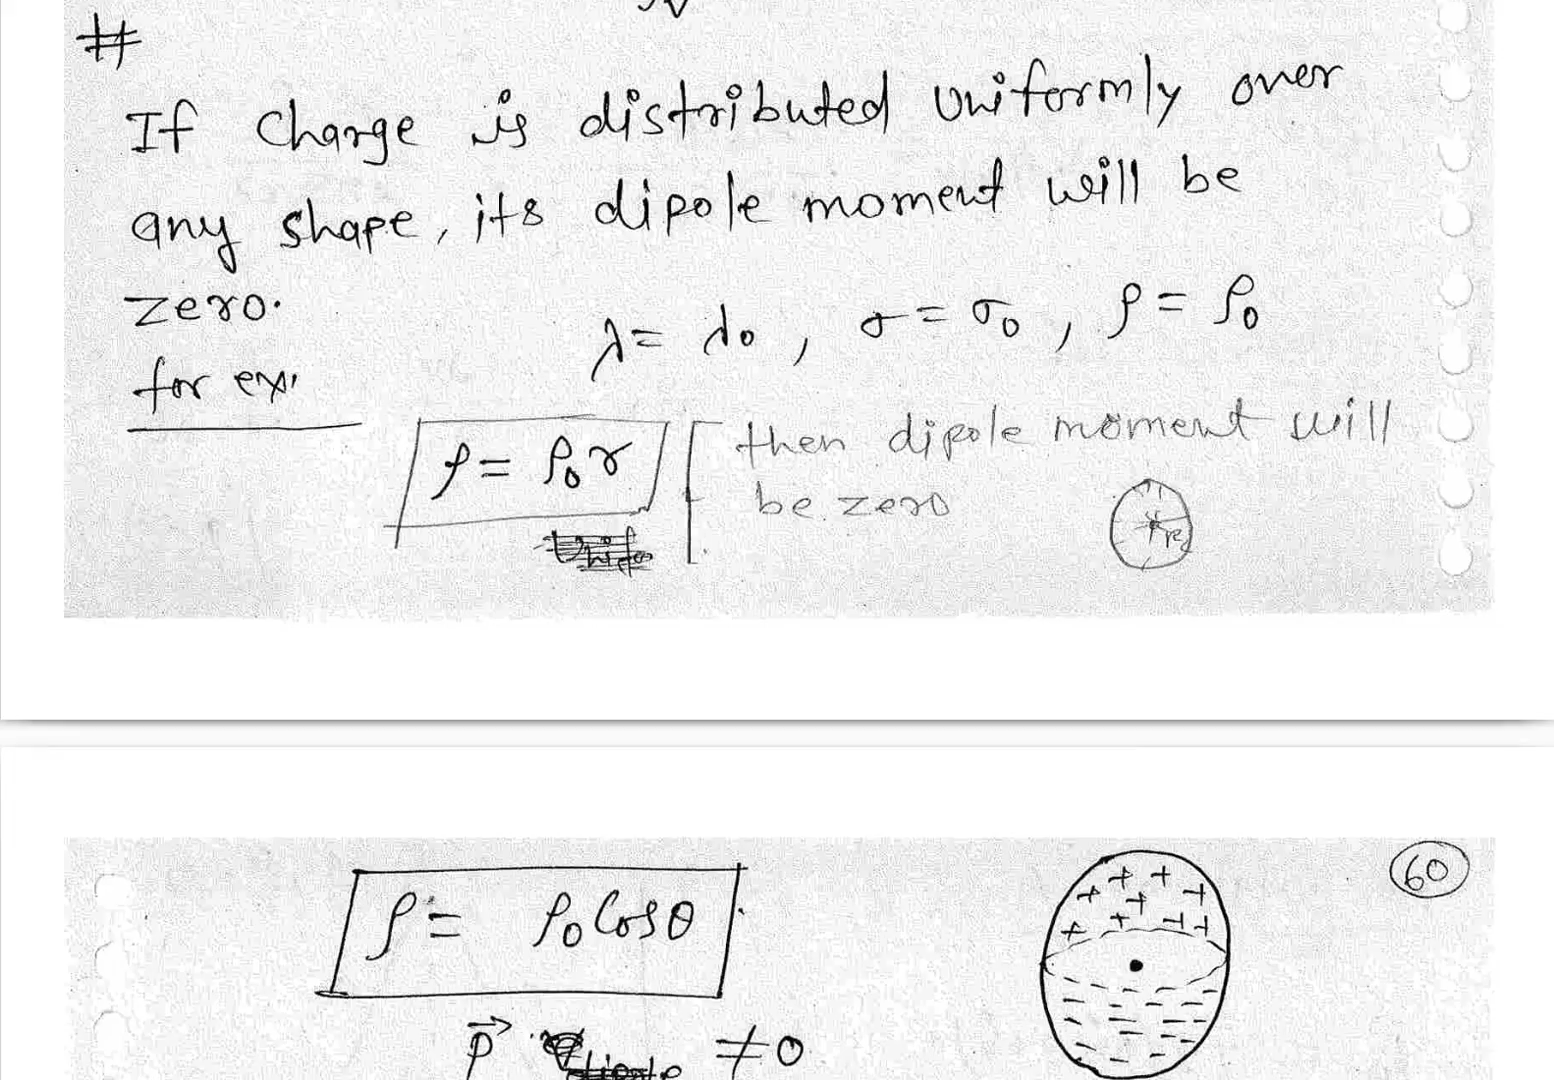 #
If Charge is distributed Uniformly over
any shape, its dipole moment will be
zero.
λ = λ0, σ = σ0, ρ = ρ0
for ex.
ρ = ρ0 r
then dipole moment will
be zero
R
60
ρ = ρ0 Cosθ
+ + + + + + + + +
- - - - - - - - - - - -
p⃗ ≠ 0